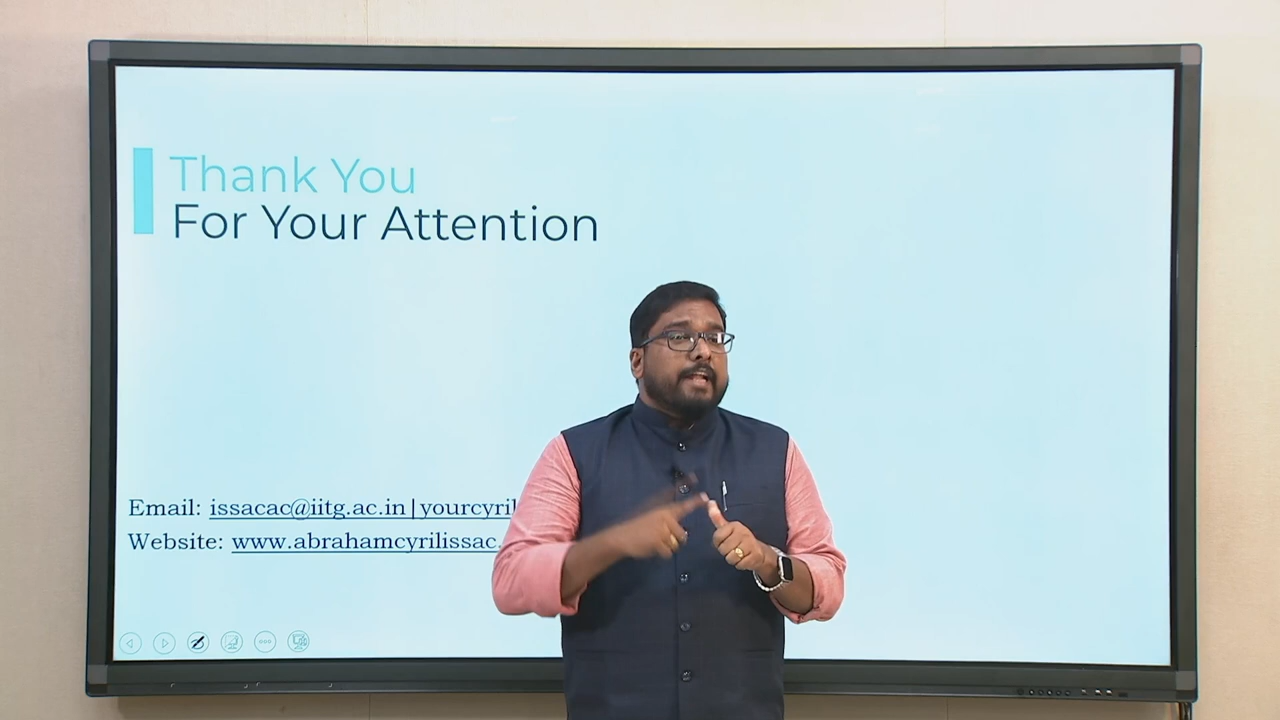 Thank You
For Your Attention
Email: issacac@iitg.ac.in|yourcyril
Website: www.abrahamcyrilissac.